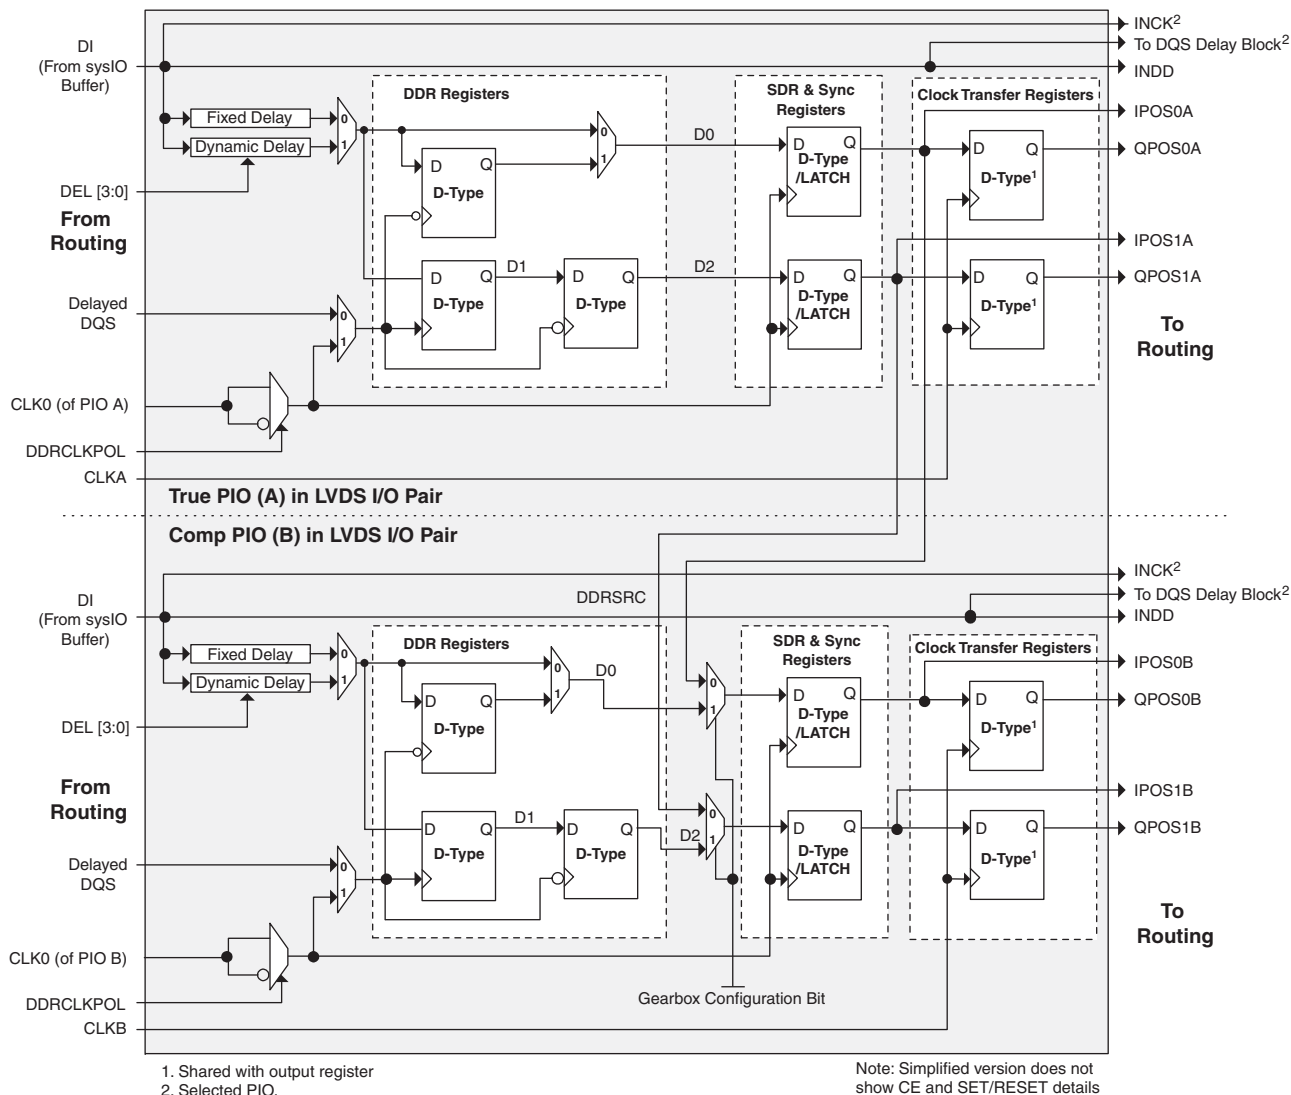 INCK2
DI
(From sysIO
Buffer)
To DQS Delay Block2
INDD
DDR Registers
SDR & Sync
Registers
Clock Transfer Registers
Fixed Delay
0
Dynamic Delay
1
0
1
D0
D Q
D-Type
D Q
D-Type
/LATCH
D Q
D-Type1
IPOS0A
QPOS0A
DEL [3:0]
From
Routing
D Q
D-Type
D1
D Q
D-Type
D2
D Q
D-Type
/LATCH
D Q
D-Type1
IPOS1A
QPOS1A
To
Routing
Delayed
DQS
0
1
CLK0 (of PIO A)
DDRCLKPOL
CLKA
True PIO (A) in LVDS I/O Pair
Comp PIO (B) in LVDS I/O Pair
INCK2
DI
(From sysIO
Buffer)
DDRSRC
To DQS Delay Block2
INDD
DDR Registers
SDR & Sync
Registers
Clock Transfer Registers
Fixed Delay
0
Dynamic Delay
1
0
1
D0
0
1
D Q
D-Type
D Q
D-Type
/LATCH
D Q
D-Type1
IPOS0B
QPOS0B
DEL [3:0]
From
Routing
D Q
D-Type
D1
D Q
D-Type
D2
0
1
D Q
D-Type
/LATCH
D Q
D-Type1
IPOS1B
QPOS1B
To
Routing
Delayed
DQS
0
1
CLK0 (of PIO B)
DDRCLKPOL
CLKB
Gearbox Configuration Bit
1. Shared with output register
2. Selected PIO.
Note: Simplified version does not
show CE and SET/RESET details